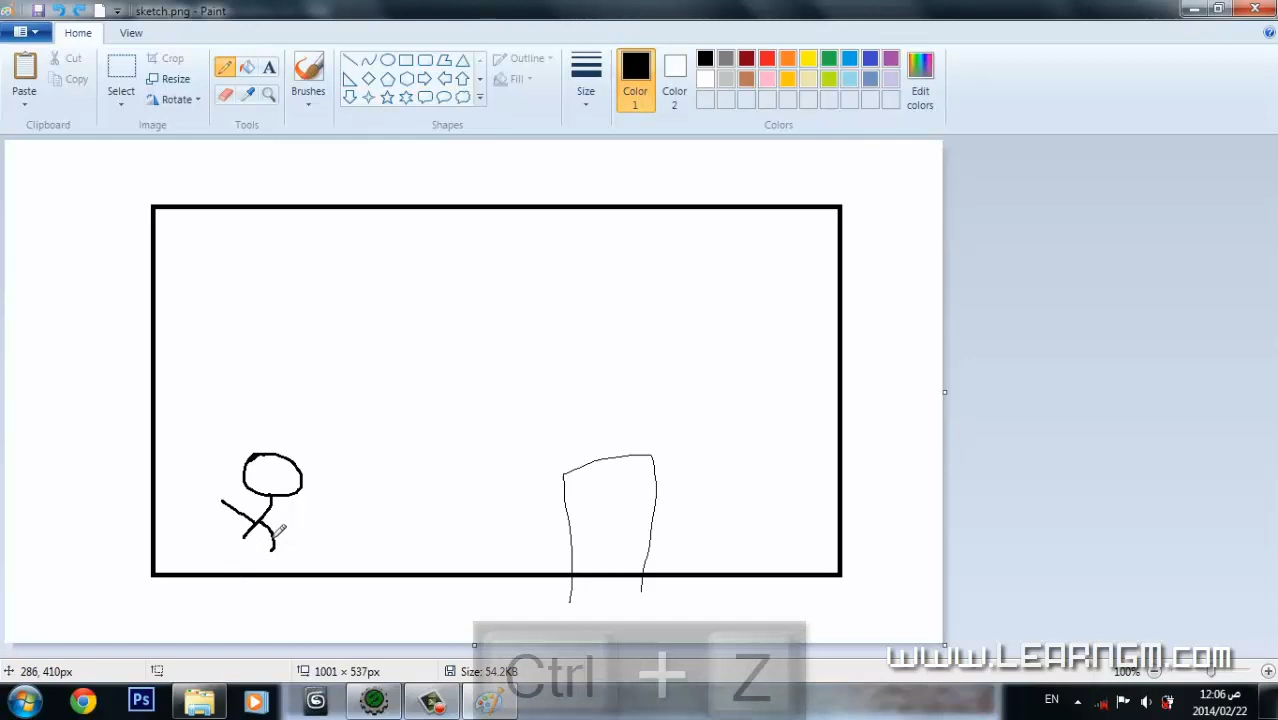 sketch.png - Paint
Home View
Paste
Cut
Copy
Clipboard
Select
Crop
Resize
Rotate
Image
A
Tools
Brushes
Outline
Fill
Shapes
Size
Color
1
Color
2
Edit
colors
Colors
Ctrl + Z
www.LEARNGM.com
286, 410px
1001 × 537px
Size: 54.2KB
100%
Ps
EN
12:06 ص
2014/02/22